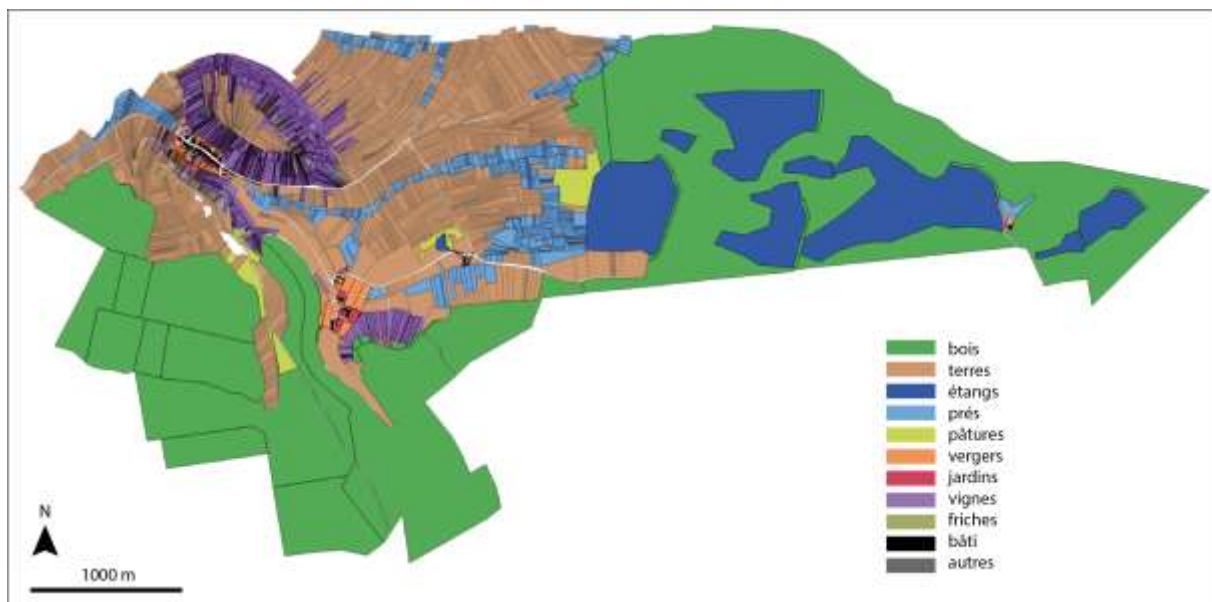 bois
terres
étangs
prés
pâtures
vergers
jardins
vignes
friches
bâti
autres
N
1000 m